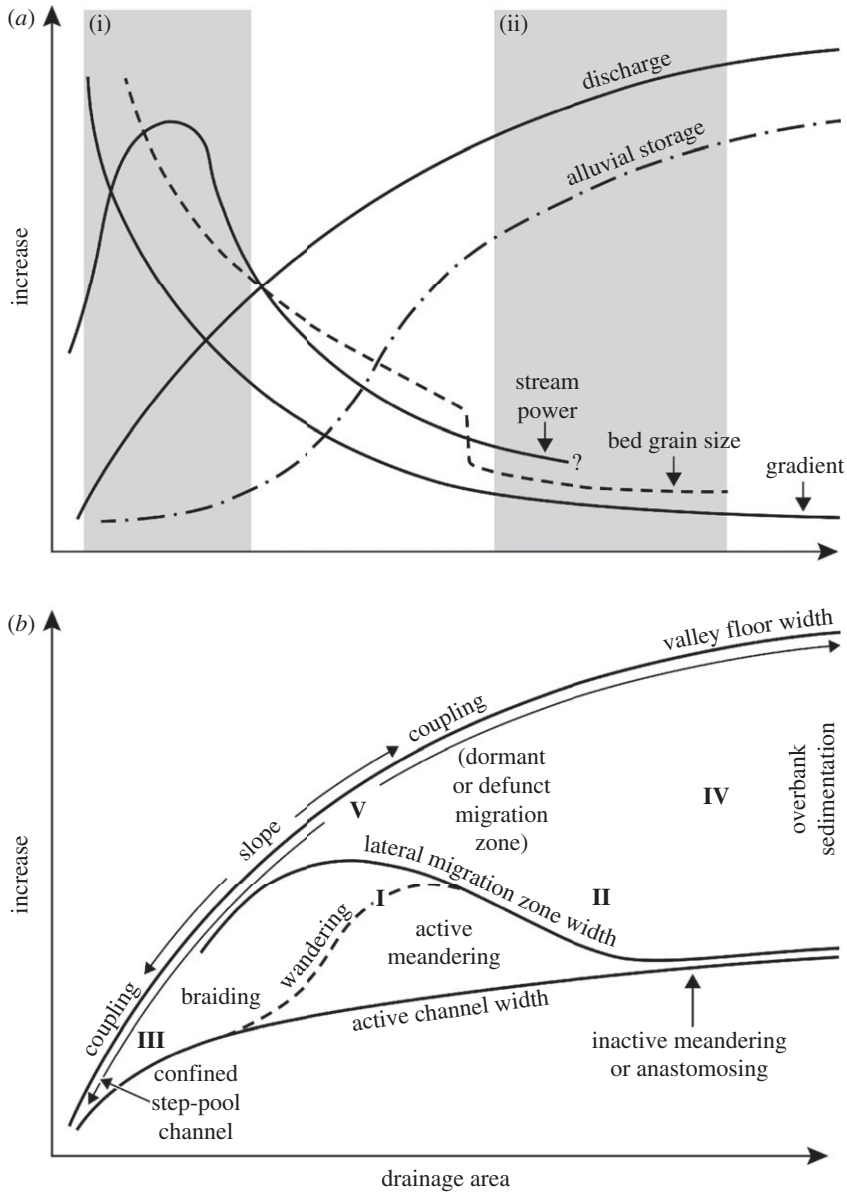 (a)
(i)
(ii)
discharge
alluvial storage
increase
stream
power
?
bed grain size
gradient
(b)
valley floor width
coupling
(dormant
or defunct
migration
zone)
V
IV
overbank
sedimentation
slope
lateral migration zone width
I
II
wandering
active
meandering
braiding
coupling
active channel width
III
inactive meandering
or anastomosing
confined
step-pool
channel
increase
drainage area